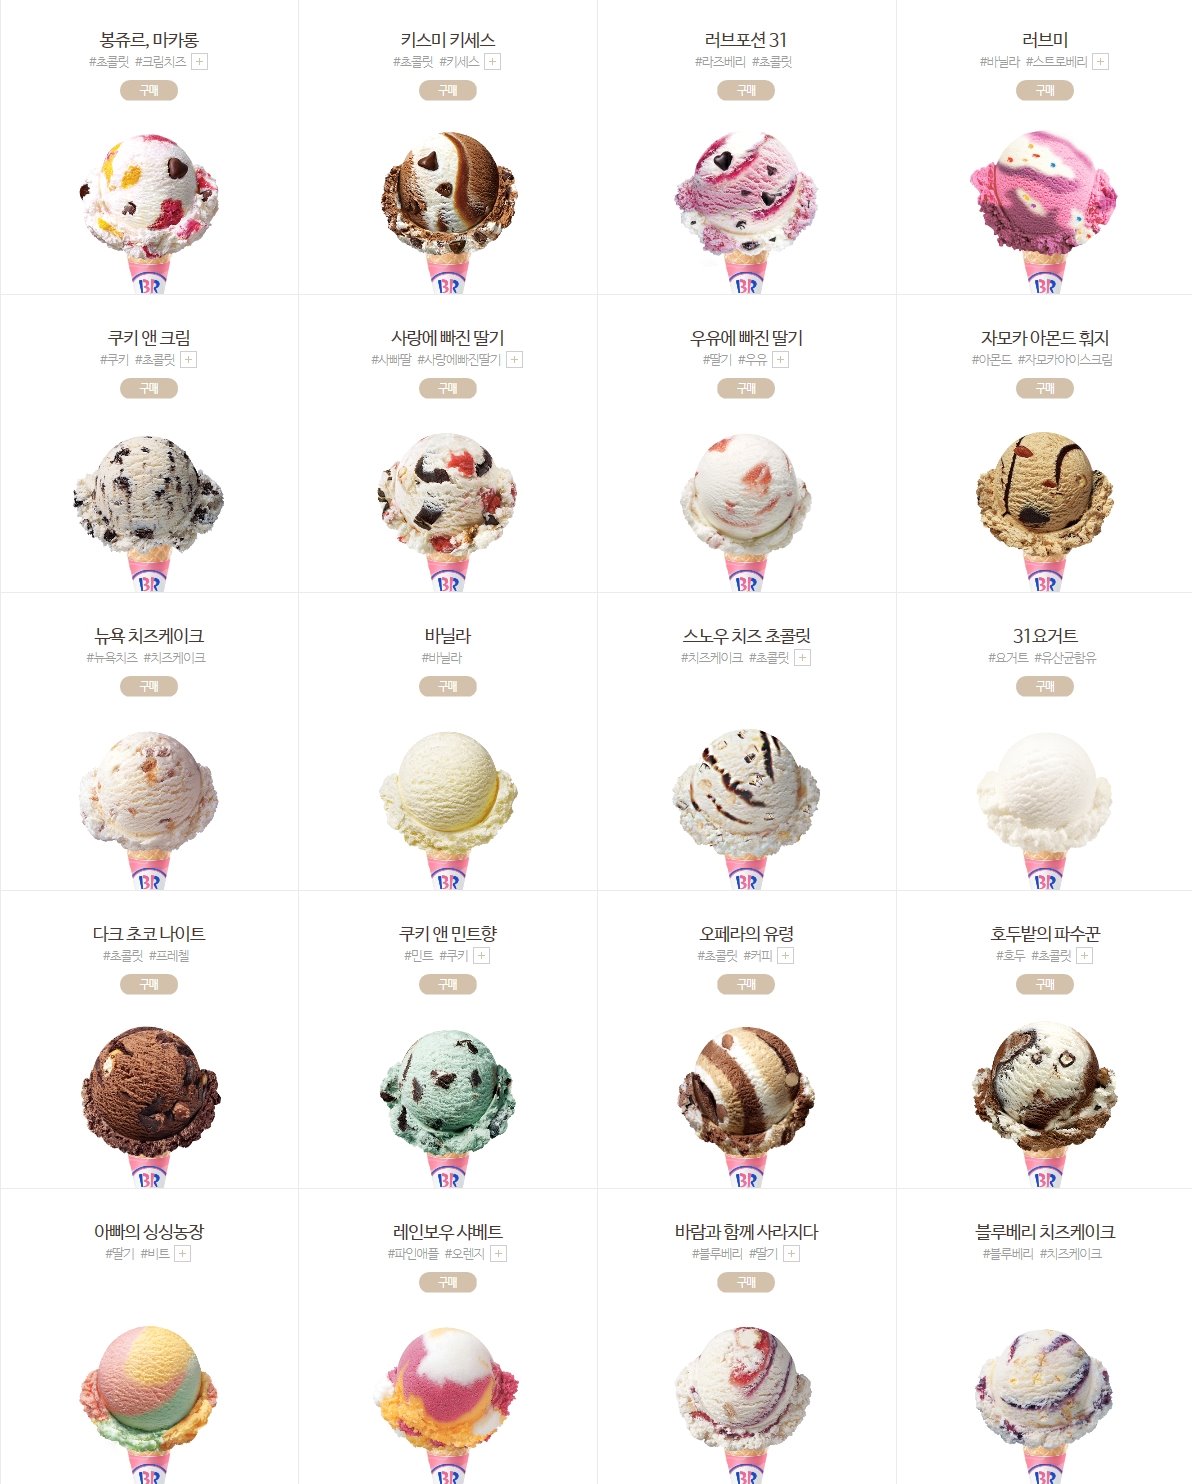 봉쥬르, 마카롱
#초콜릿 #크림치즈 +
구매
BR
키스미 키세스
#초콜릿 #키세스 +
구매
BR
러브포션 31
#라즈베리 #초콜릿
구매
BR
러브미
#바닐라 #스트로베리 +
구매
BR
쿠키 앤 크림
#쿠키 #초콜릿 +
구매
BR
사랑에 빠진 딸기
#사빠딸 #사랑에빠진딸기 +
구매
BR
우유에 빠진 딸기
#딸기 #우유 +
구매
BR
자모카 아몬드 훠지
#아몬드 #자모카아이스크림
구매
BR
뉴욕 치즈케이크
#뉴욕치즈 #치즈케이크
구매
BR
바닐라
#바닐라
구매
BR
스노우 치즈 초콜릿
#치즈케이크 #초콜릿 +
BR
31요거트
#요거트 #유산균함유
구매
BR
다크 초코 나이트
#초콜릿 #프레첼
구매
BR
쿠키 앤 민트향
#민트 #쿠키 +
구매
BR
오페라의 유령
#초콜릿 #커피 +
구매
BR
호두밭의 파수꾼
#호두 #초콜릿 +
구매
BR
아빠의 싱싱농장
#딸기 #비트 +
BR
레인보우 샤베트
#파인애플 #오렌지 +
구매
BR
바람과 함께 사라지다
#블루베리 #딸기 +
구매
BR
블루베리 치즈케이크
#블루베리 #치즈케이크
BR